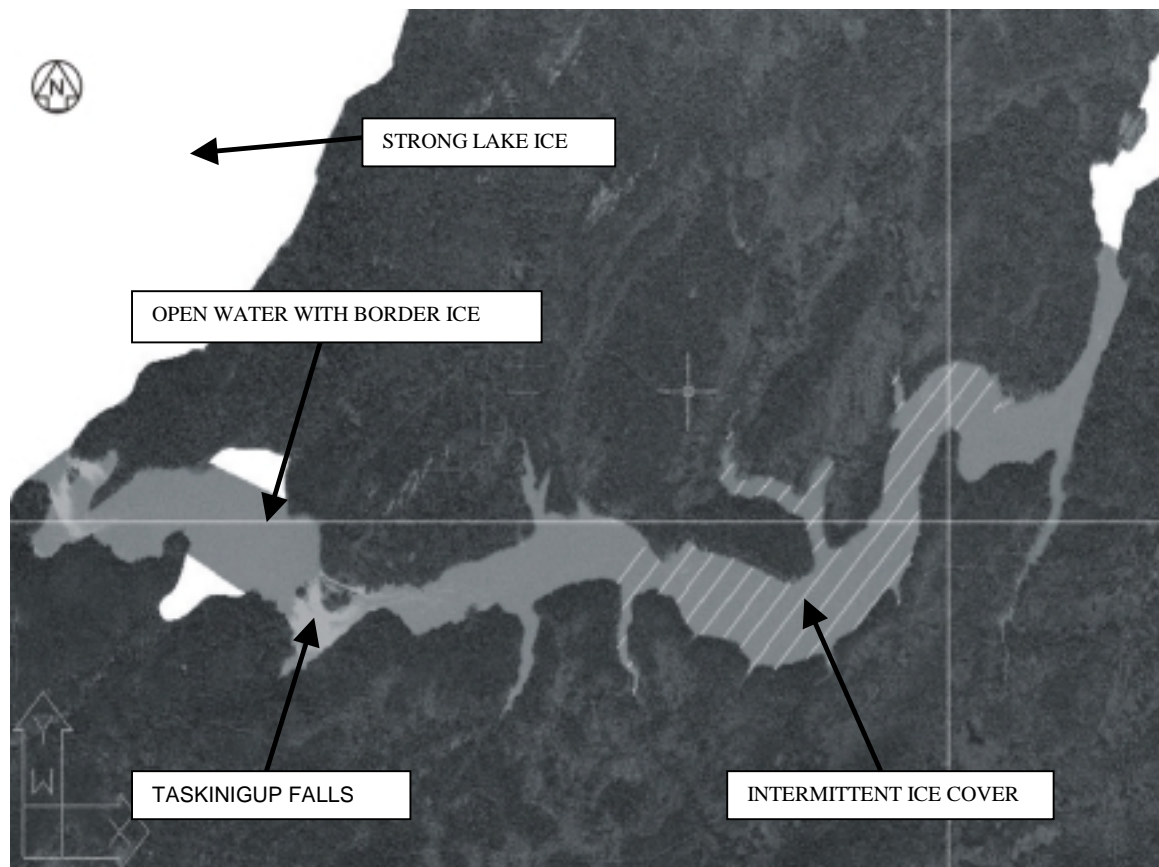 N
STRONG LAKE ICE
OPEN WATER WITH BORDER ICE
TASKINIGUP FALLS
INTERMITTENT ICE COVER
Y
W
X